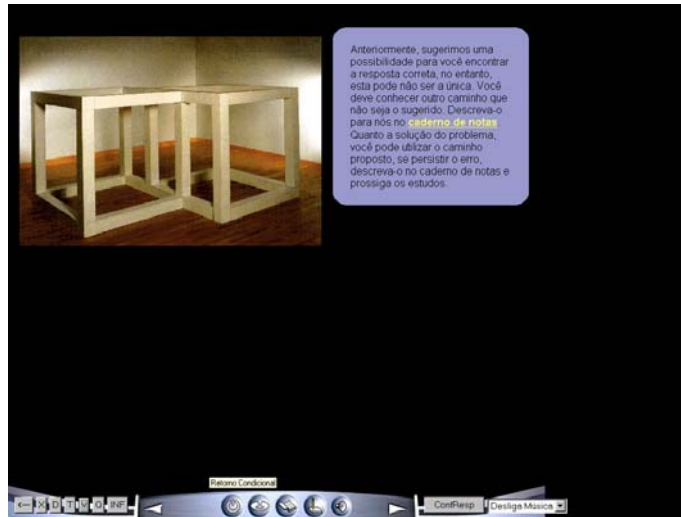 Anteriormente, sugerimos uma
possibilidade para você encontrar
a resposta correta, no entanto,
esta pode não ser a única. Você
deve conhecer outro caminho que
não seja o sugerido. Descreva-o
para nós no caderno de notas
Quanto a solução do problema,
você pode utilizar o caminho
proposto, se persistir o erro,
descreva-o no caderno de notas e
prossiga os estudos.
Retorno Condicional
X D T V Q INF
ConfResp
Desliga Música